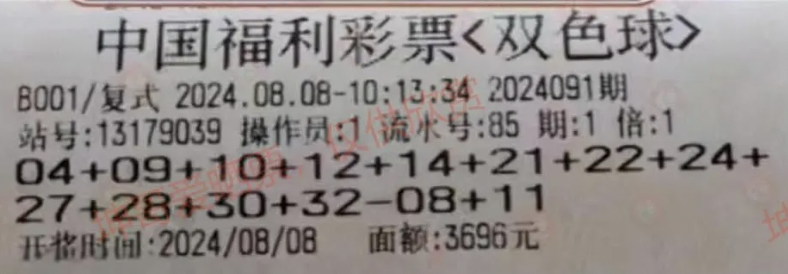 中国福利彩票<双色球>
B001/复式 2024.08.08-10:13:34 2024091期
站号:13179039 操作员:1 流水号:85 期:1 倍:1
04+09+10+12+14+21+22+24+
27+28+30+32-08+11
开将时间:2024/08/08 面额:3696元